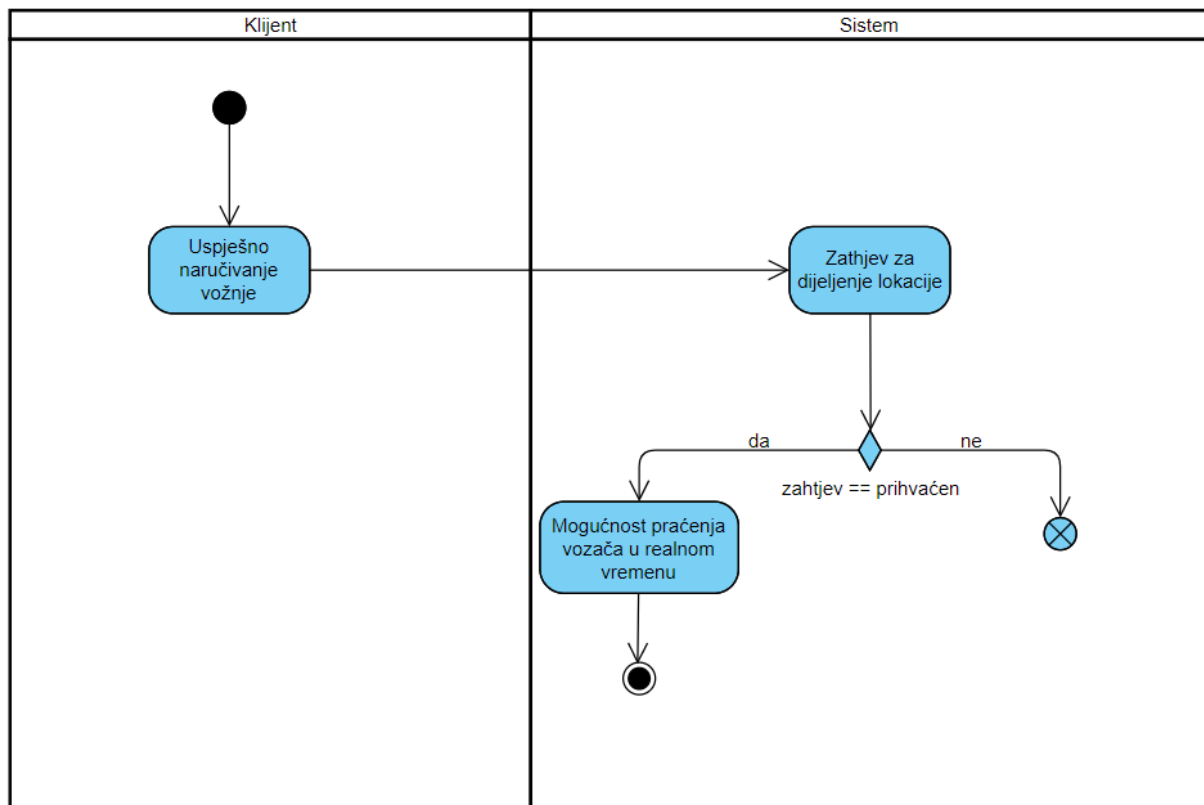 Klijent
Sistem
Uspješno
naručivanje
vožnje
Zathjev za
dijeljenje lokacije
da
ne
zahtjev == prihvaćen
Mogućnost praćenja
vozača u realnom
vremenu